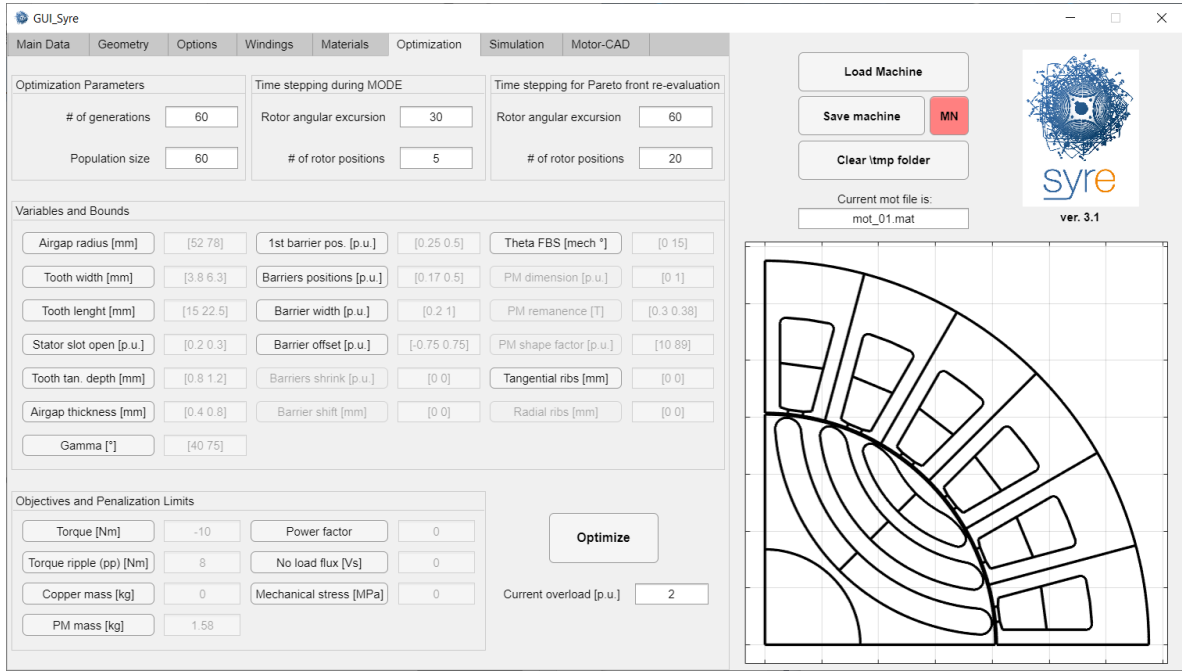 GUI_Syre
Main Data Geometry Options Windings Materials Optimization Simulation Motor-CAD
Optimization Parameters
# of generations 60
Population size 60
Time stepping during MODE
Rotor angular excursion 30
# of rotor positions 5
Time stepping for Pareto front re-evaluation
Rotor angular excursion 60
# of rotor positions 20
Variables and Bounds
Airgap radius [mm] [52 78] 1st barrier pos. [p.u.] [0.25 0.5] Theta FBS [mech °] [0 15]
Tooth width [mm] [3.8 6.3] Barriers positions [p.u.] [0.17 0.5] PM dimension [p.u.] [0 1]
Tooth lenght [mm] [15 22.5] Barrier width [p.u.] [0.2 1] PM remanence [T] [0.3 0.38]
Stator slot open [p.u.] [0.2 0.3] Barrier offset [p.u.] [-0.75 0.75] PM shape factor [p.u.] [10 89]
Tooth tan. depth [mm] [0.8 1.2] Barriers shrink [p.u.] [0 0] Tangential ribs [mm] [0 0]
Airgap thickness [mm] [0.4 0.8] Barrier shift [mm] [0 0] Radial ribs [mm] [0 0]
Gamma [°] [40 75]
Objectives and Penalization Limits
Torque [Nm] -10 Power factor 0
Torque ripple (pp) [Nm] 8 No load flux [Vs] 0
Copper mass [kg] 0 Mechanical stress [MPa] 0
PM mass [kg] 1.58
Optimize
Current overload [p.u.] 2
Load Machine
Save machine MN
Clear \tmp folder
Current mot file is:
mot_01.mat
syre
ver. 3.1